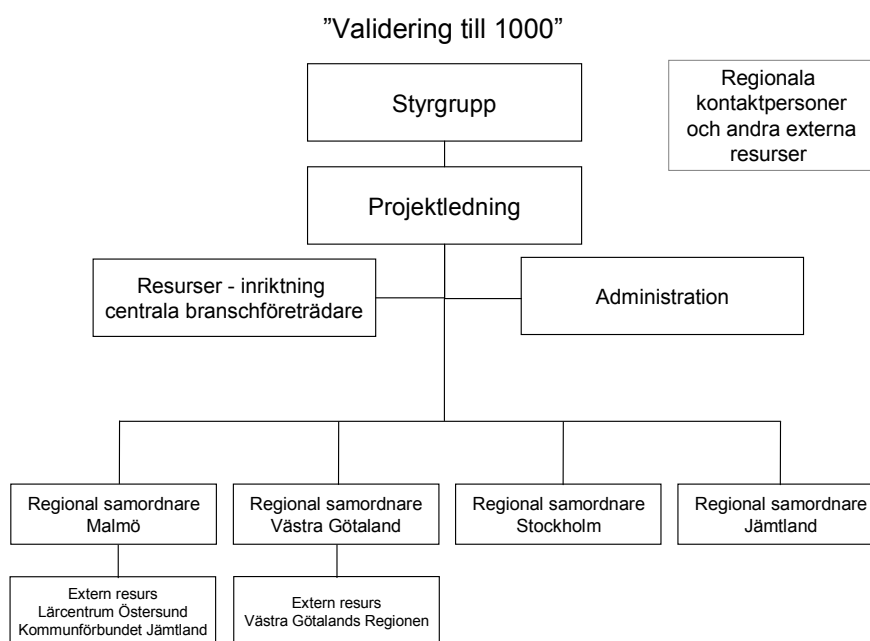 ”Validering till 1000”
Styrgrupp
Regionala
kontaktpersoner
och andra externa
resurser
Projektledning
Resurser - inriktning
centrala branschföreträdare
Administration
Regional samordnare
Malmö
Regional samordnare
Västra Götaland
Regional samordnare
Stockholm
Regional samordnare
Jämtland
Extern resurs
Lärcentrum Östersund
Kommunförbundet Jämtland
Extern resurs
Västra Götalands Regionen